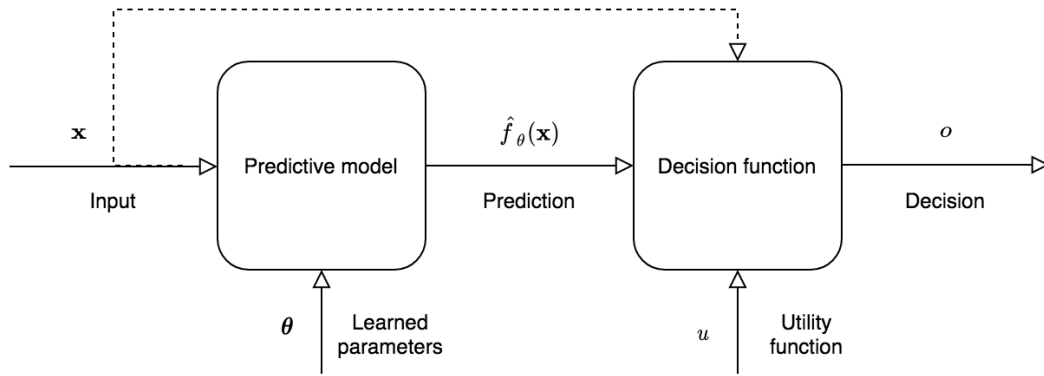 x
Input
Predictive model
θ
Learned
parameters
f̂_θ(x)
Prediction
Decision function
u
Utility
function
o
Decision